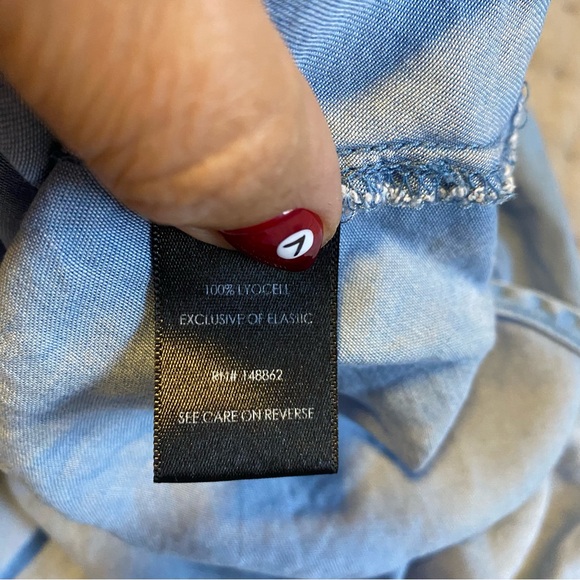 100% LYOCELL
EXCLUSIVE OF ELASTIC
RN# 148862
SEE CARE ON REVERSE